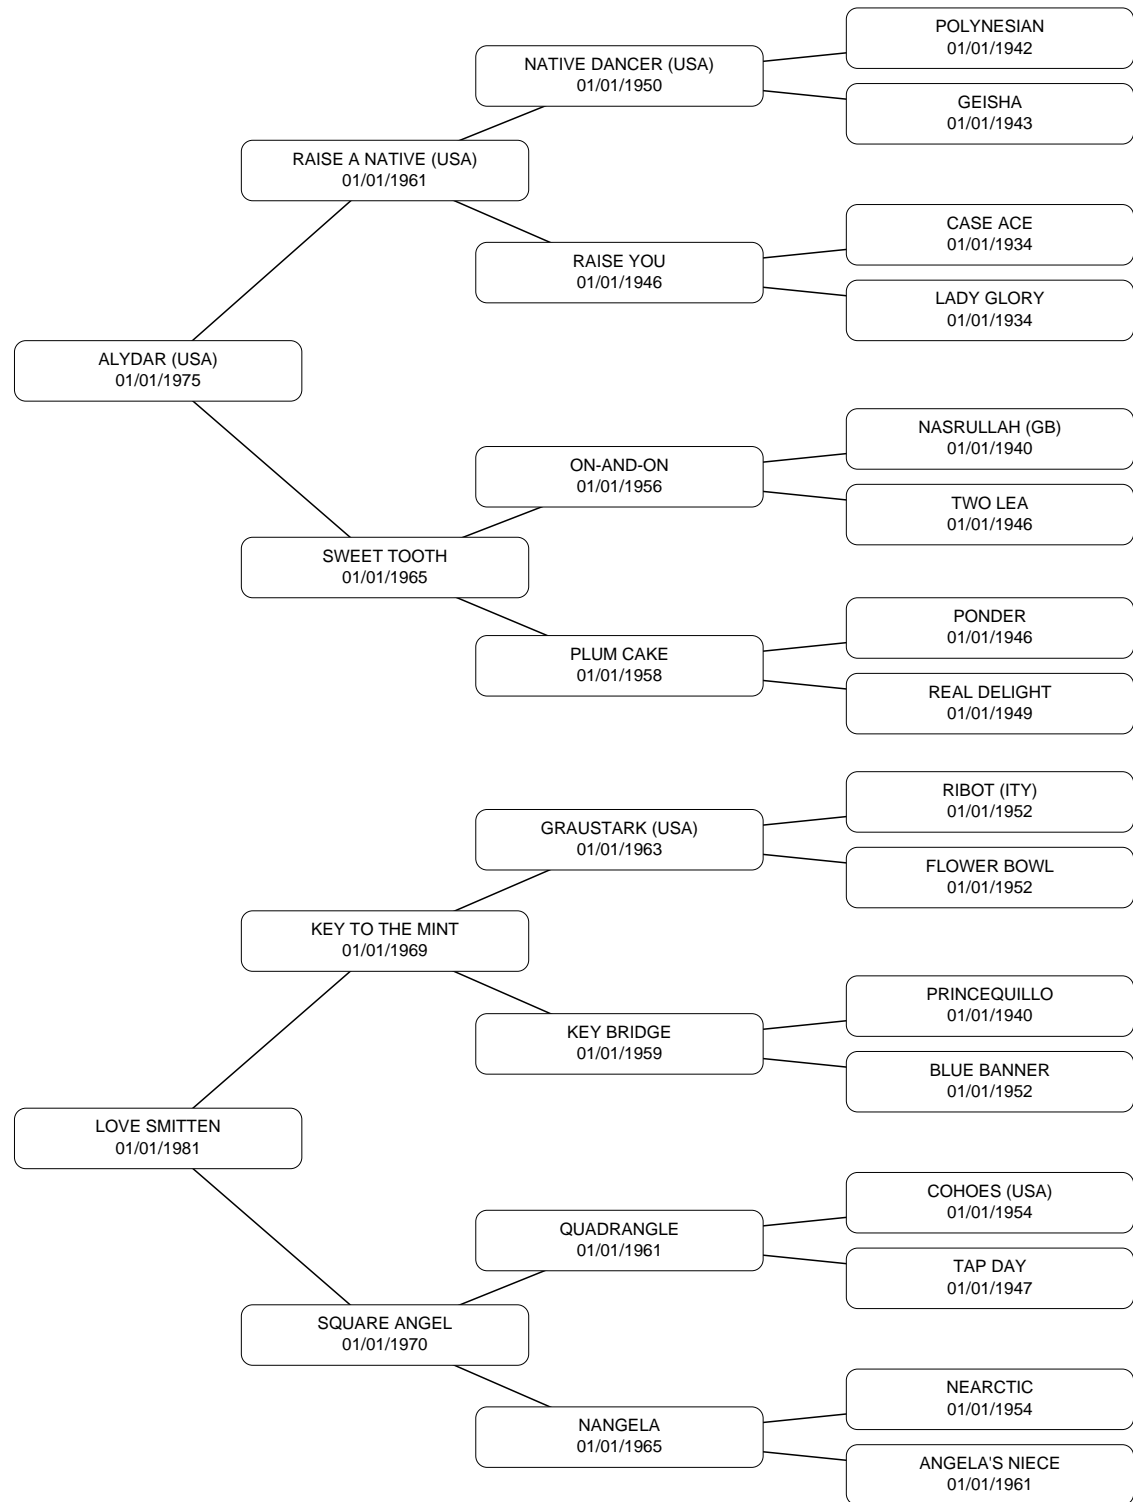 POLYNESIAN
01/01/1942
NATIVE DANCER (USA)
01/01/1950
GEISHA
01/01/1943
RAISE A NATIVE (USA)
01/01/1961
CASE ACE
01/01/1934
RAISE YOU
01/01/1946
LADY GLORY
01/01/1934
ALYDAR (USA)
01/01/1975
NASRULLAH (GB)
01/01/1940
ON-AND-ON
01/01/1956
TWO LEA
01/01/1946
SWEET TOOTH
01/01/1965
PONDER
01/01/1946
PLUM CAKE
01/01/1958
REAL DELIGHT
01/01/1949
RIBOT (ITY)
01/01/1952
GRAUSTARK (USA)
01/01/1963
FLOWER BOWL
01/01/1952
KEY TO THE MINT
01/01/1969
PRINCEQUILLO
01/01/1940
KEY BRIDGE
01/01/1959
BLUE BANNER
01/01/1952
LOVE SMITTEN
01/01/1981
COHOES (USA)
01/01/1954
QUADRANGLE
01/01/1961
TAP DAY
01/01/1947
SQUARE ANGEL
01/01/1970
NEARCTIC
01/01/1954
NANGELA
01/01/1965
ANGELA'S NIECE
01/01/1961